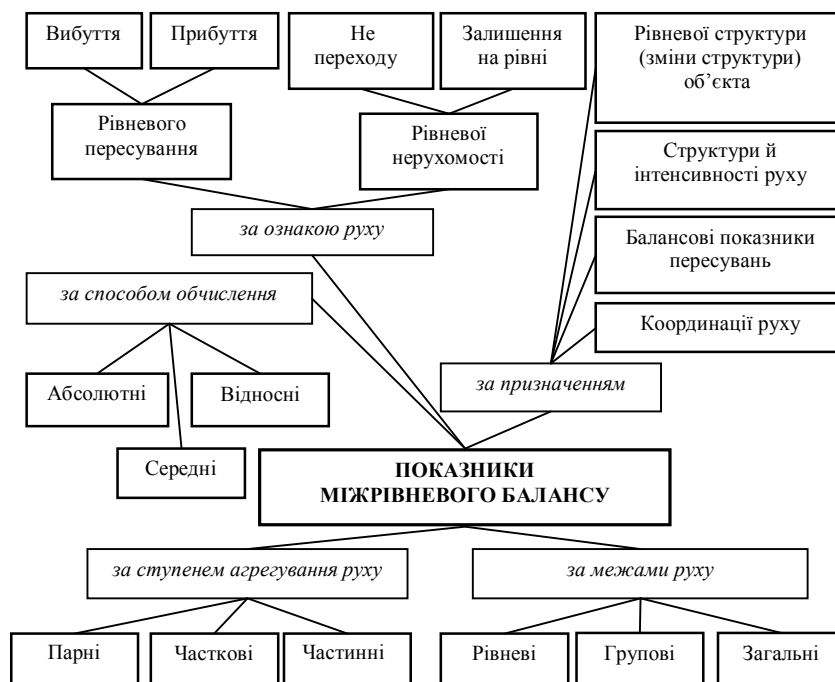 Вибуття
Прибуття
Не
переходу
Залишення
на рівні
Рівневої структури
(зміни структури)
об’єкта
Рівневого
пересування
Рівневої
нерухомості
Структури й
інтенсивності руху
за ознакою руху
Балансові показники
пересувань
за способом обчислення
Координації руху
Абсолютні
Відносні
за призначенням
Середні
ПОКАЗНИКИ
МІЖРІВНЕВОГО БАЛАНСУ
за ступенем агрегування руху
за межами руху
Парні
Часткові
Частинні
Рівневі
Групові
Загальні